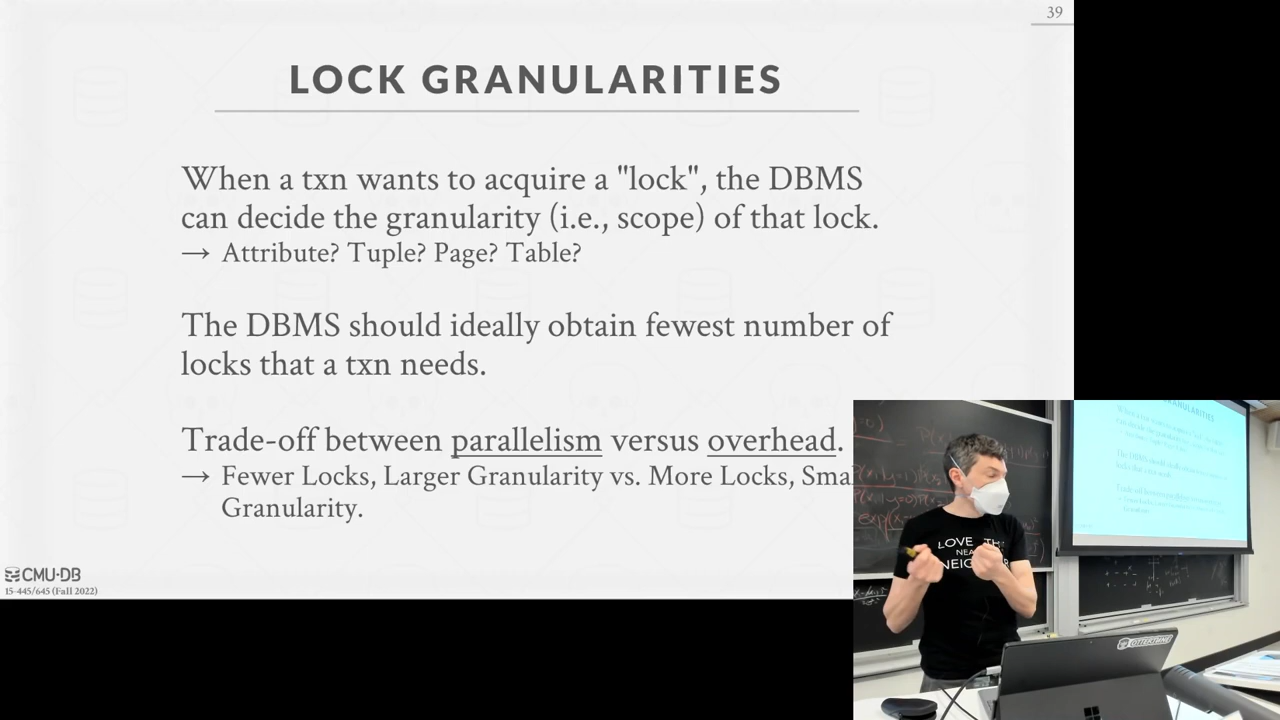 39
LOCK GRANULARITIES
When a txn wants to acquire a "lock", the DBMS
can decide the granularity (i.e., scope) of that lock.
→ Attribute? Tuple? Page? Table?
The DBMS should ideally obtain fewest number of
locks that a txn needs.
Trade-off between parallelism versus overhead.
→ Fewer Locks, Larger Granularity vs. More Locks, Sma
Granularity.
CMU·DB
15-445/645 (Fall 2022)
LOVE TH
NEA
NEIG
OTTERTUNE